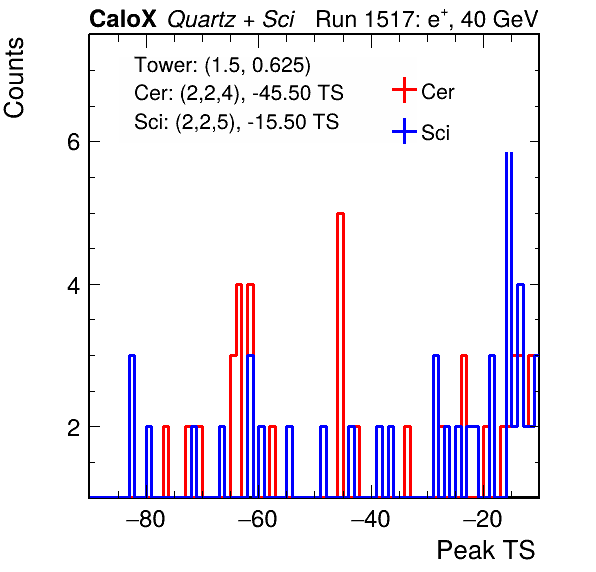 CaloX Quartz + Sci Run 1517: e+, 40 GeV
Counts
Tower: (1.5, 0.625)
Cer: (2,2,4), -45.50 TS
Sci: (2,2,5), -15.50 TS
Cer
Sci
6
4
2
−80 −60 −40 −20
Peak TS